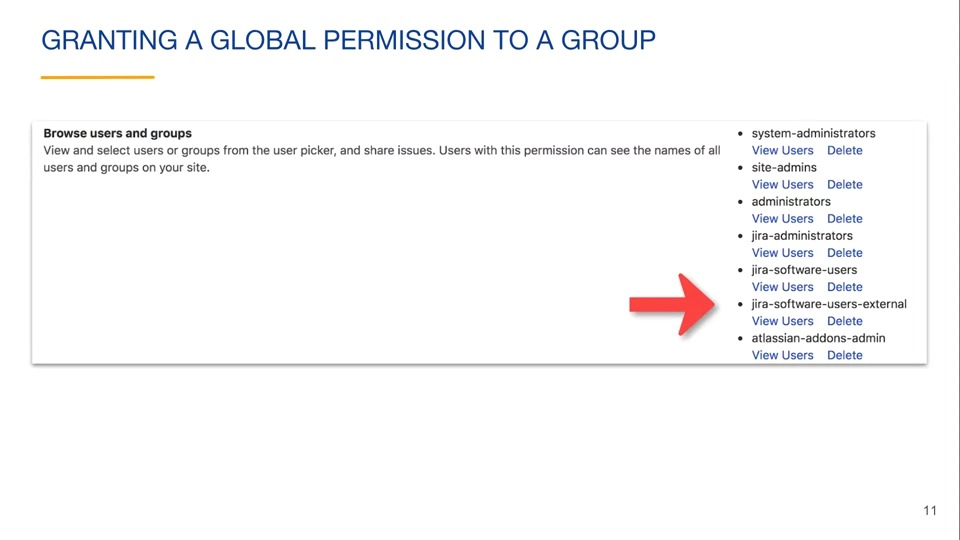 GRANTING A GLOBAL PERMISSION TO A GROUP
Browse users and groups
View and select users or groups from the user picker, and share issues. Users with this permission can see the names of all
users and groups on your site.
• system-administrators
View Users Delete
• site-admins
View Users Delete
• administrators
View Users Delete
• jira-administrators
View Users Delete
• jira-software-users
View Users Delete
• jira-software-users-external
View Users Delete
• atlassian-addons-admin
View Users Delete
11